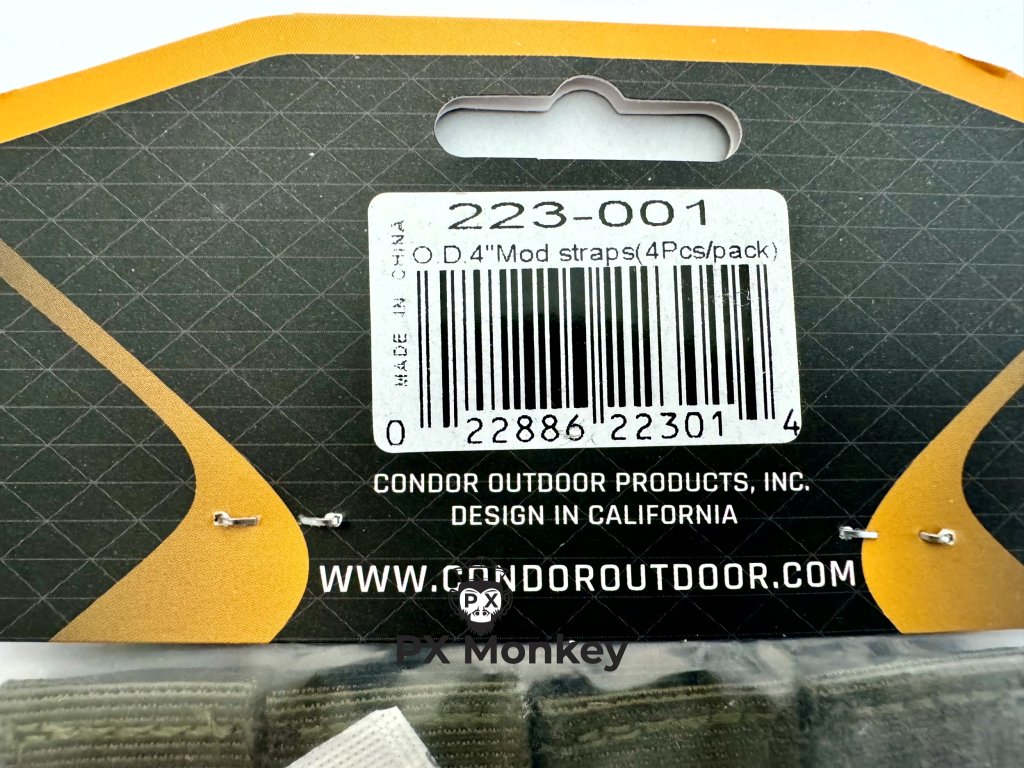 223-001
MADE IN CHINA
O.D.4"Mod straps(4Pcs/pack)
0 22886 22301 4
CONDOR OUTDOOR PRODUCTS, INC.
DESIGN IN CALIFORNIA
WWW.CONDOROUTDOOR.COM
PX
PX Monkey